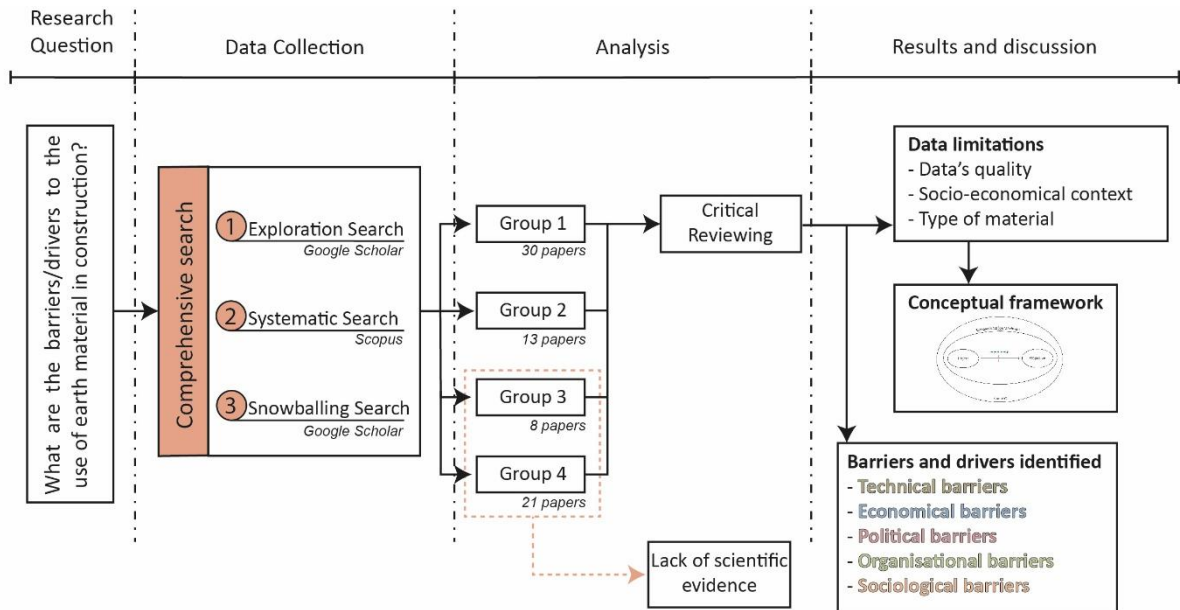 Research
Question
Data Collection
Analysis
Results and discussion
What are the barriers/drivers to the
use of earth material in construction?
Comprehensive search
1 Exploration Search
Google Scholar
2 Systematic Search
Scopus
3 Snowballing Search
Google Scholar
Group 1
30 papers
Group 2
13 papers
Group 3
8 papers
Group 4
21 papers
Critical
Reviewing
Lack of scientific
evidence
Data limitations
- Data's quality
- Socio-economical context
- Type of material
Conceptual framework
Barriers and drivers identified
- Technical barriers
- Economical barriers
- Political barriers
- Organisational barriers
- Sociological barriers